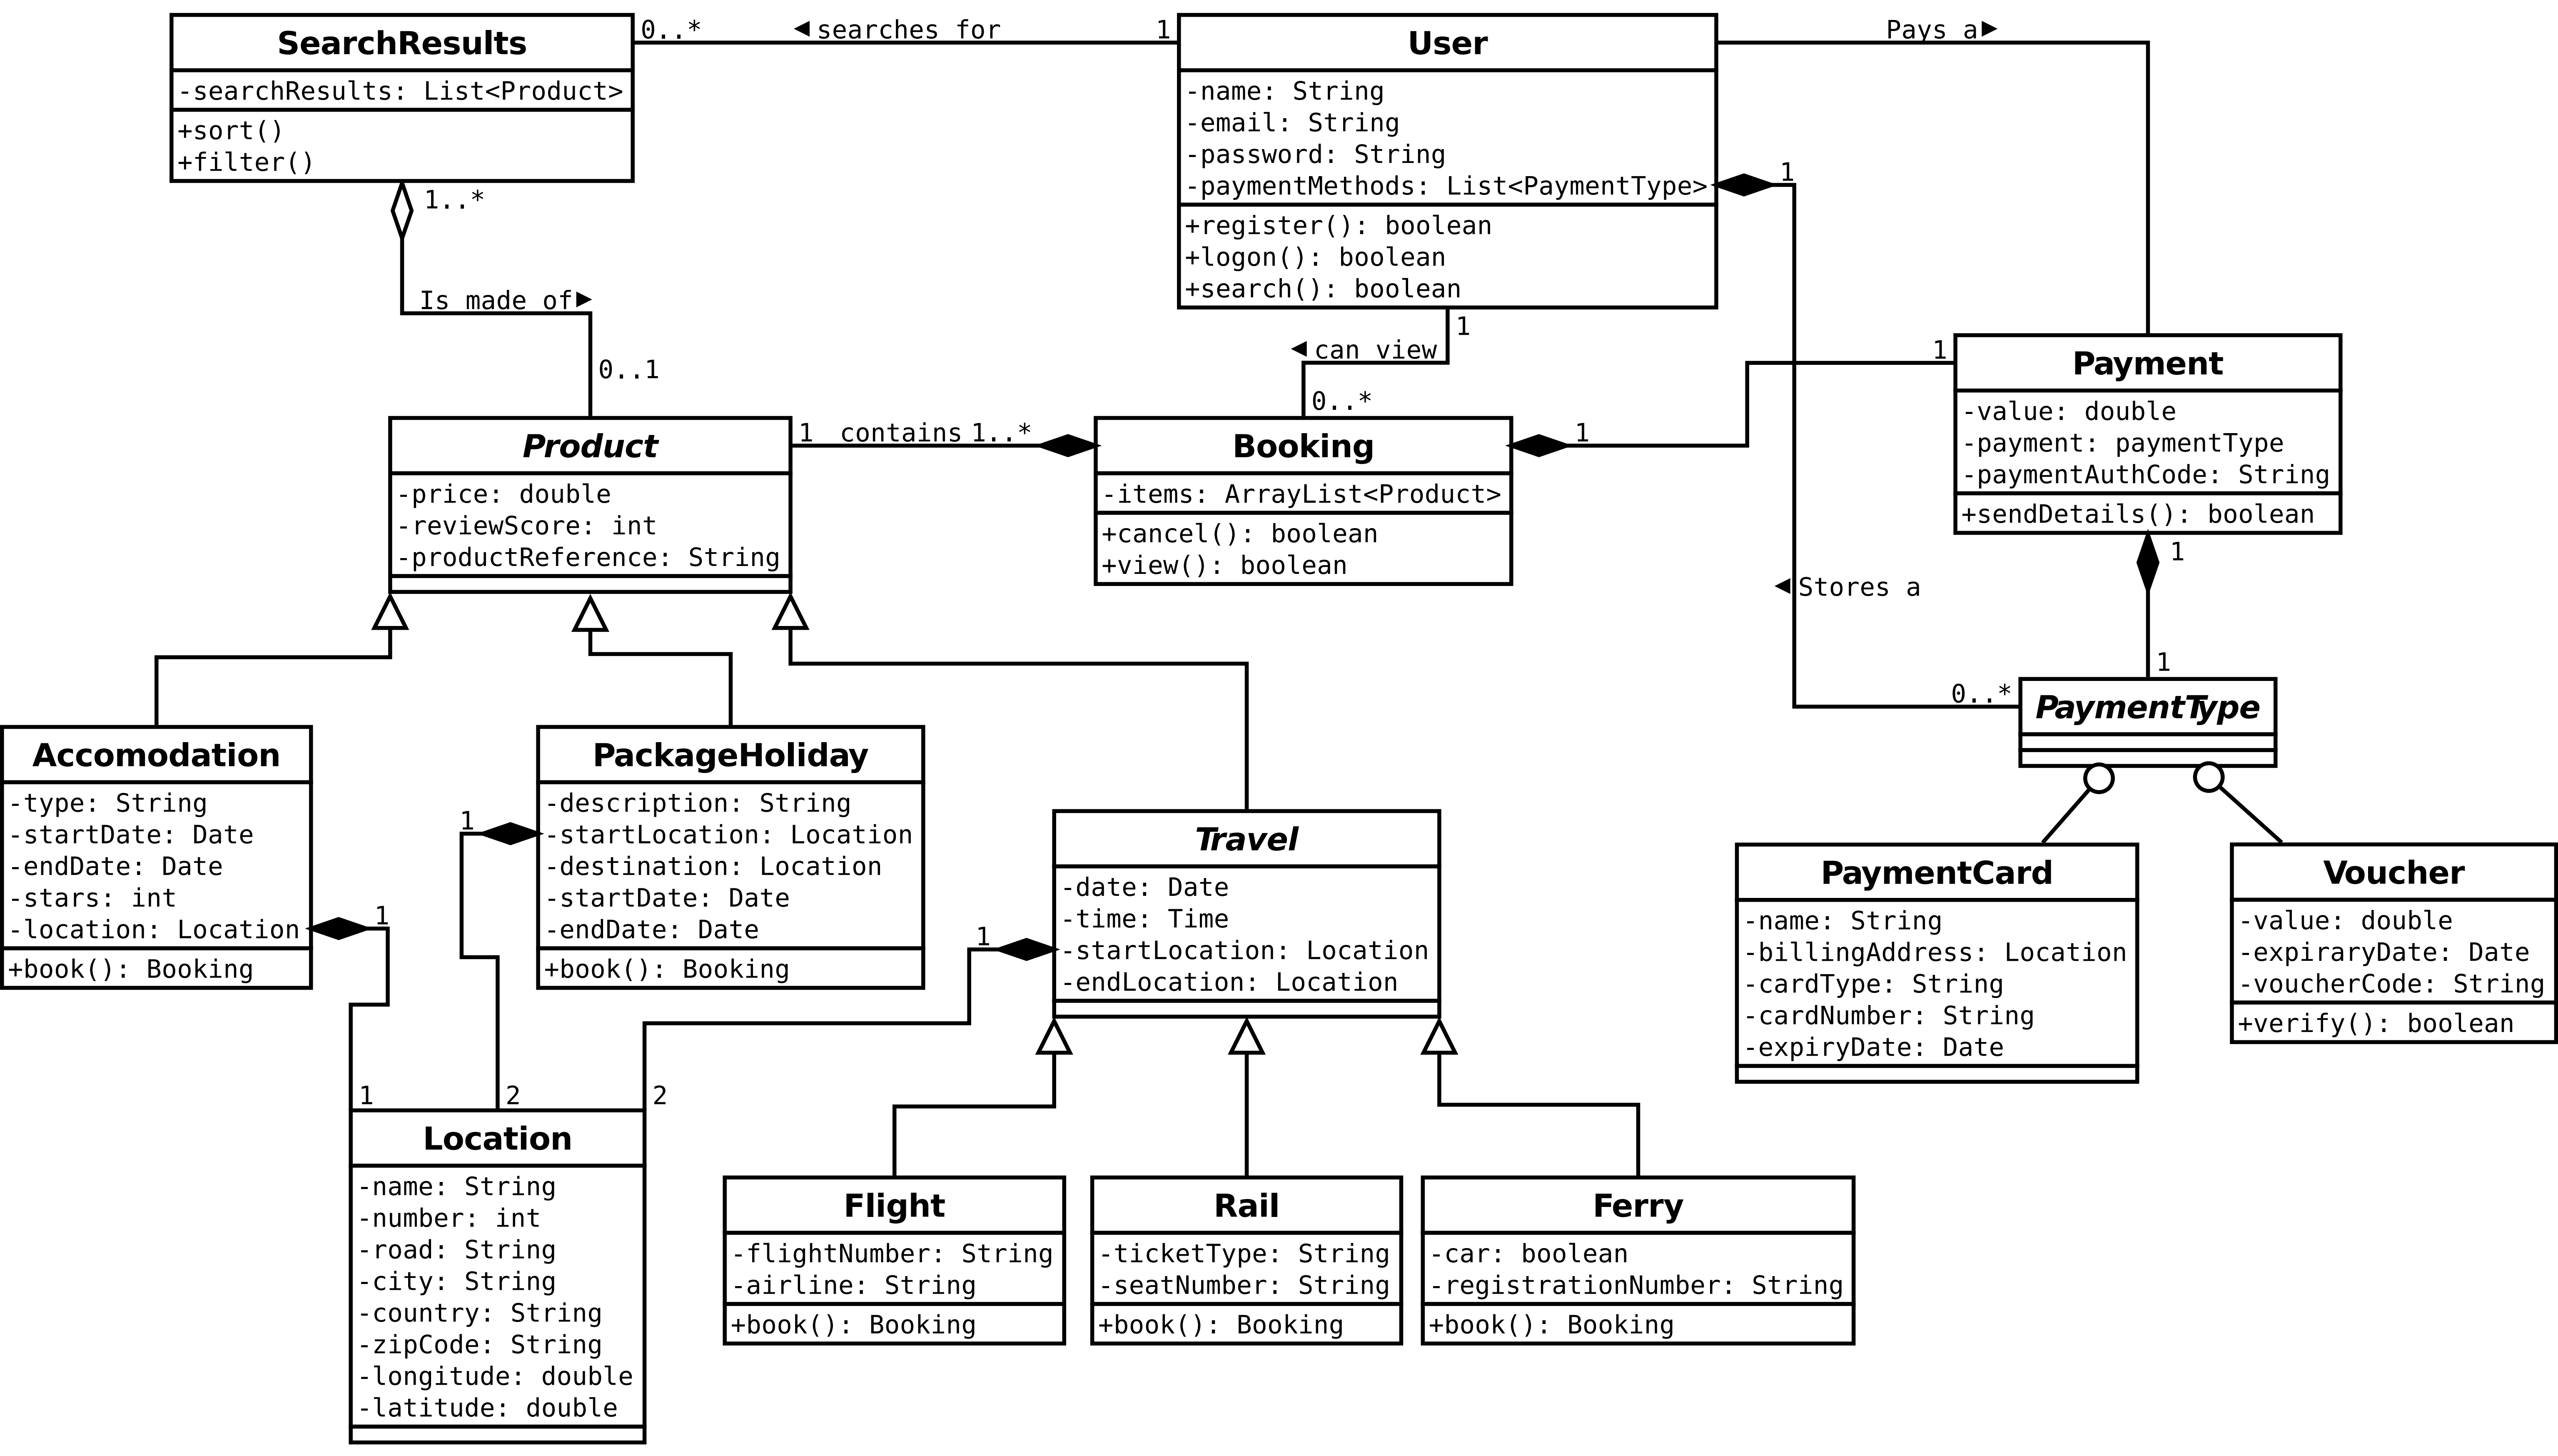 SearchResults
-searchResults: List<Product>
+sort()
+filter()
0..*
◀ searches for
1
User
-name: String
-email: String
-password: String
-paymentMethods: List<PaymentType>
+register(): boolean
+logon(): boolean
+search(): boolean
Pays a▶
1
1..*
Is made of▶
0..1
1
◀ can view
0..*
Product
-price: double
-reviewScore: int
-productReference: String
1
contains
1..*
Booking
-items: ArrayList<Product>
+cancel(): boolean
+view(): boolean
1
1
Payment
-value: double
-payment: paymentType
-paymentAuthCode: String
+sendDetails(): boolean
1
◀ Stores a
1
0..*
PaymentType
Accomodation
-type: String
-startDate: Date
-endDate: Date
-stars: int
-location: Location
+book(): Booking
1
1
PackageHoliday
-description: String
-startLocation: Location
-destination: Location
-startDate: Date
-endDate: Date
+book(): Booking
1
Travel
-date: Date
-time: Time
-startLocation: Location
-endLocation: Location
PaymentCard
-name: String
-billingAddress: Location
-cardType: String
-cardNumber: String
-expiryDate: Date
Voucher
-value: double
-expiraryDate: Date
-voucherCode: String
+verify(): boolean
1
2
2
Location
-name: String
-number: int
-road: String
-city: String
-country: String
-zipCode: String
-longitude: double
-latitude: double
Flight
-flightNumber: String
-airline: String
+book(): Booking
Rail
-ticketType: String
-seatNumber: String
+book(): Booking
Ferry
-car: boolean
-registrationNumber: String
+book(): Booking